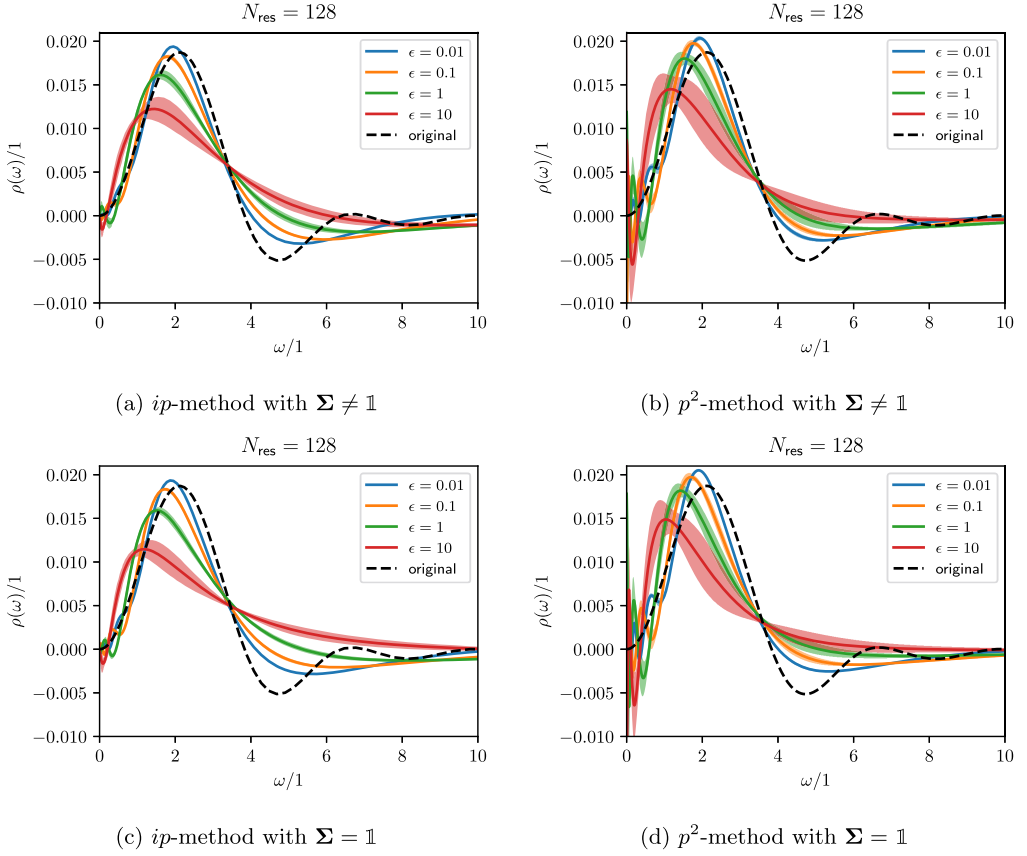 N_res = 128
0.020
0.015
0.010
0.005
0.000
−0.005
−0.010
ρ(ω)/1
0 2 4 6 8 10
ω/1
ϵ = 0.01
ϵ = 0.1
ϵ = 1
ϵ = 10
original
(a) ip-method with Σ ≠ 𝟙
N_res = 128
0.020
0.015
0.010
0.005
0.000
−0.005
−0.010
ρ(ω)/1
0 2 4 6 8 10
ω/1
ϵ = 0.01
ϵ = 0.1
ϵ = 1
ϵ = 10
original
(b) p²-method with Σ ≠ 𝟙
N_res = 128
0.020
0.015
0.010
0.005
0.000
−0.005
−0.010
ρ(ω)/1
0 2 4 6 8 10
ω/1
ϵ = 0.01
ϵ = 0.1
ϵ = 1
ϵ = 10
original
(c) ip-method with Σ = 𝟙
N_res = 128
0.020
0.015
0.010
0.005
0.000
−0.005
−0.010
ρ(ω)/1
0 2 4 6 8 10
ω/1
ϵ = 0.01
ϵ = 0.1
ϵ = 1
ϵ = 10
original
(d) p²-method with Σ = 𝟙